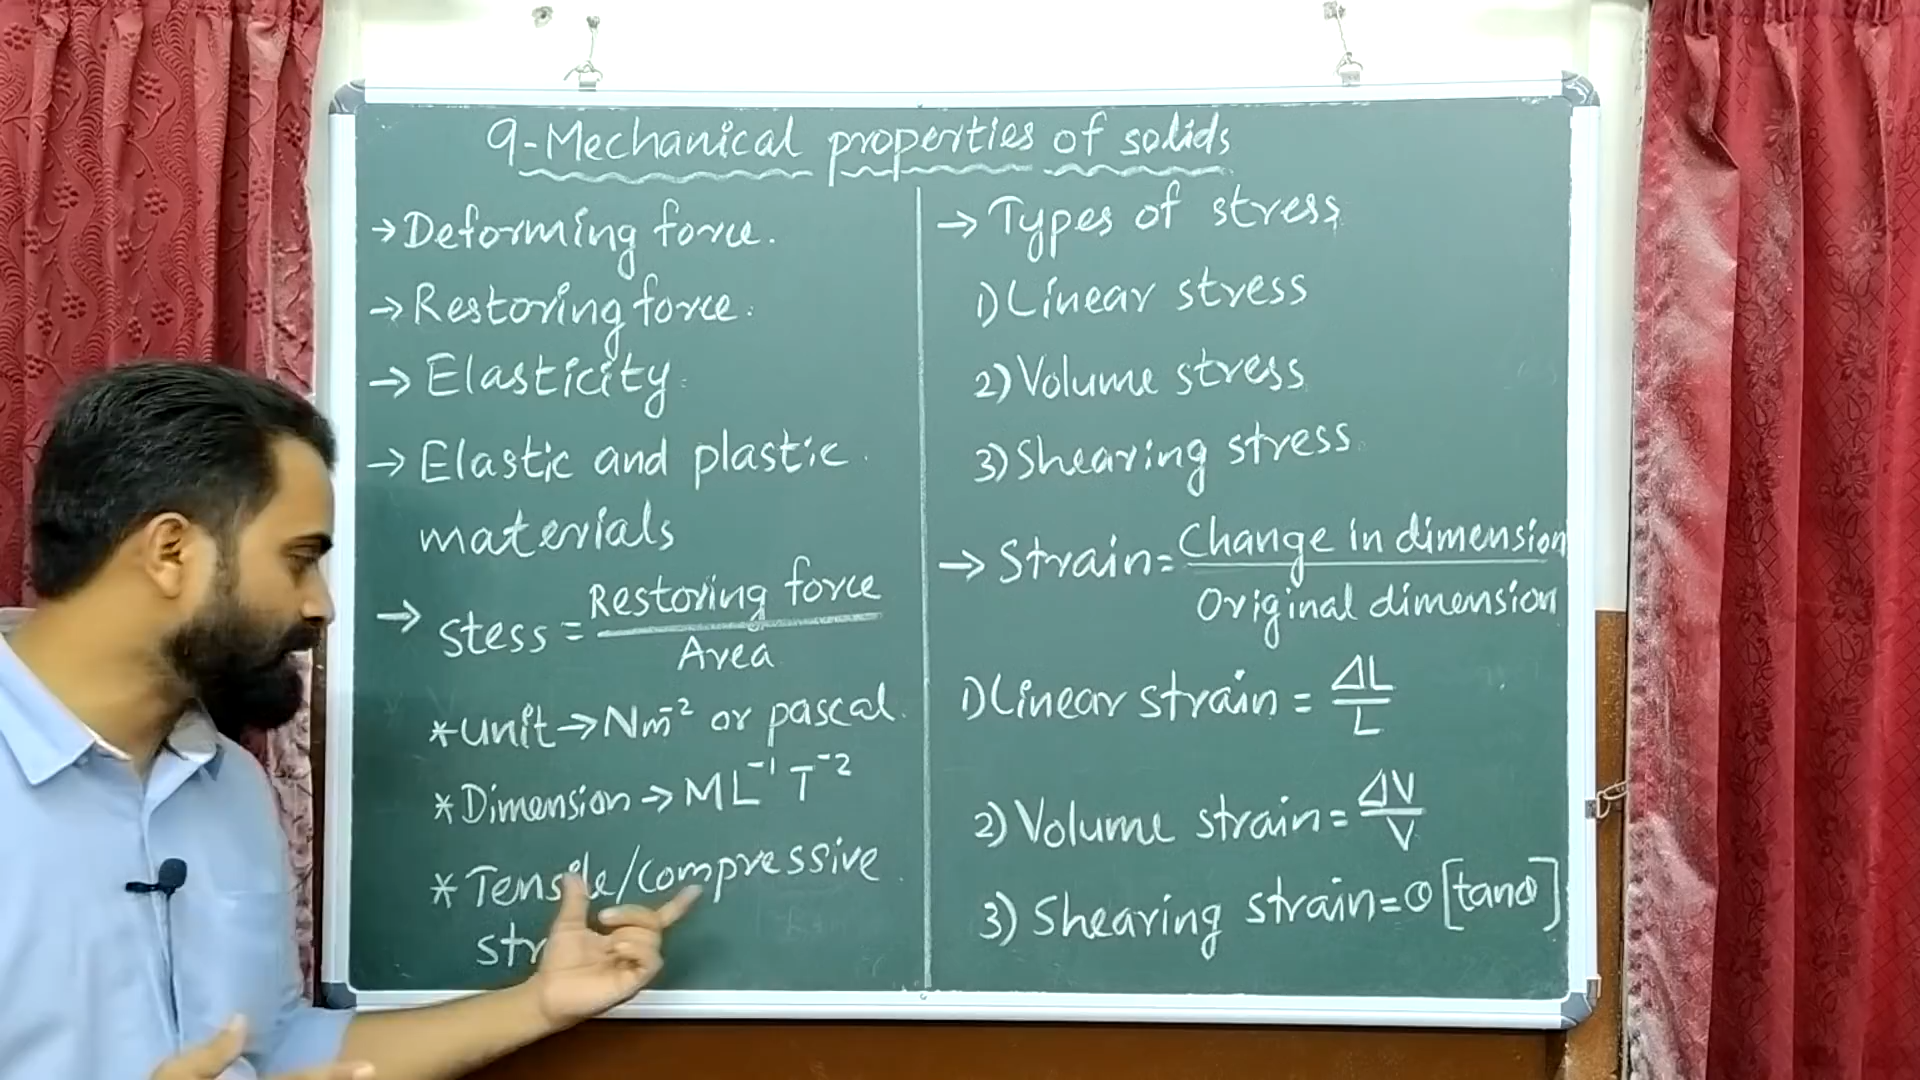 9-Mechanical properties of solids
→ Deforming force.
→ Restoring force.
→ Elasticity.
→ Elastic and plastic
materials
→ Stess = Restoring force
Area
* Unit → Nm⁻² or pascal.
* Dimension → ML⁻¹T⁻²
* Tensile/compressive
→ Types of stress
1) Linear stress
2) Volume stress
3) Shearing stress
→ Strain = Change in dimension
Original dimension
1) Linear strain = ΔL
L
2) Volume strain = ΔV
V
3) Shearing strain = θ [tanθ]